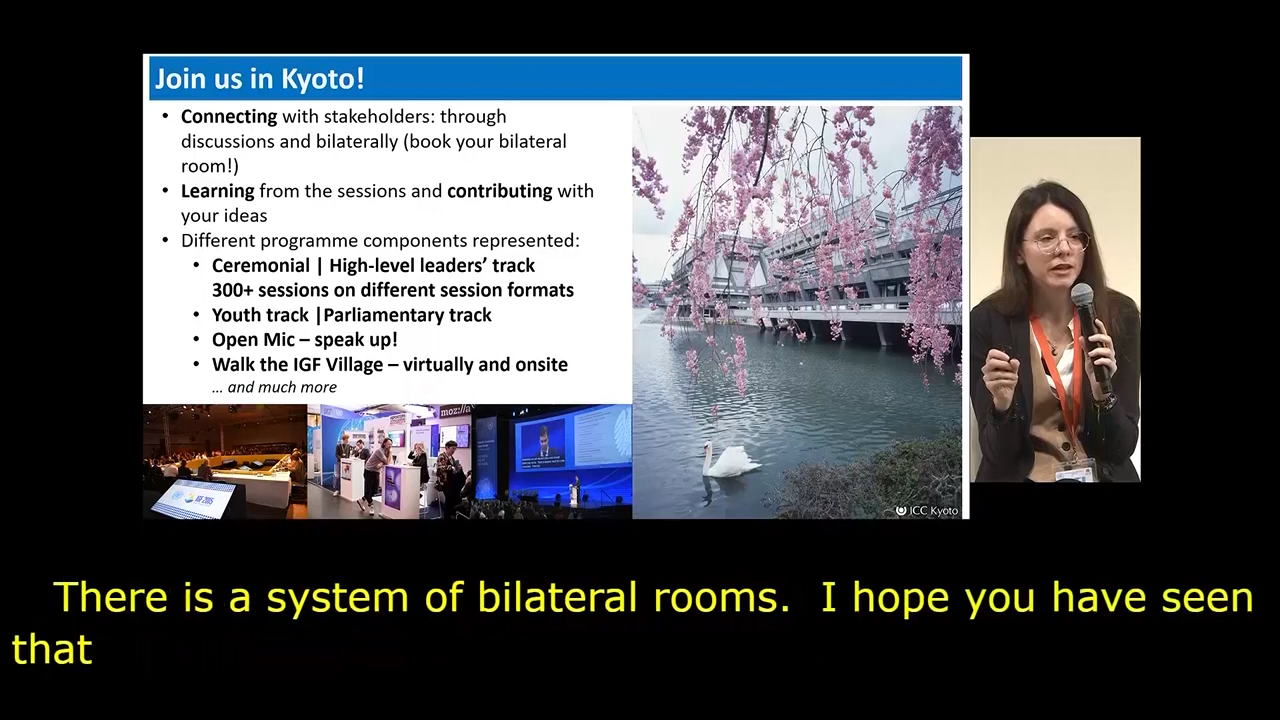 Join us in Kyoto!
• Connecting with stakeholders: through
discussions and bilaterally (book your bilateral
room!)
• Learning from the sessions and contributing with
your ideas
• Different programme components represented:
• Ceremonial | High-level leaders’ track
300+ sessions on different session formats
• Youth track |Parliamentary track
• Open Mic – speak up!
• Walk the IGF Village – virtually and onsite
… and much more
moz://a
IGF 2015
ICC Kyoto
There is a system of bilateral rooms. I hope you have seen
that